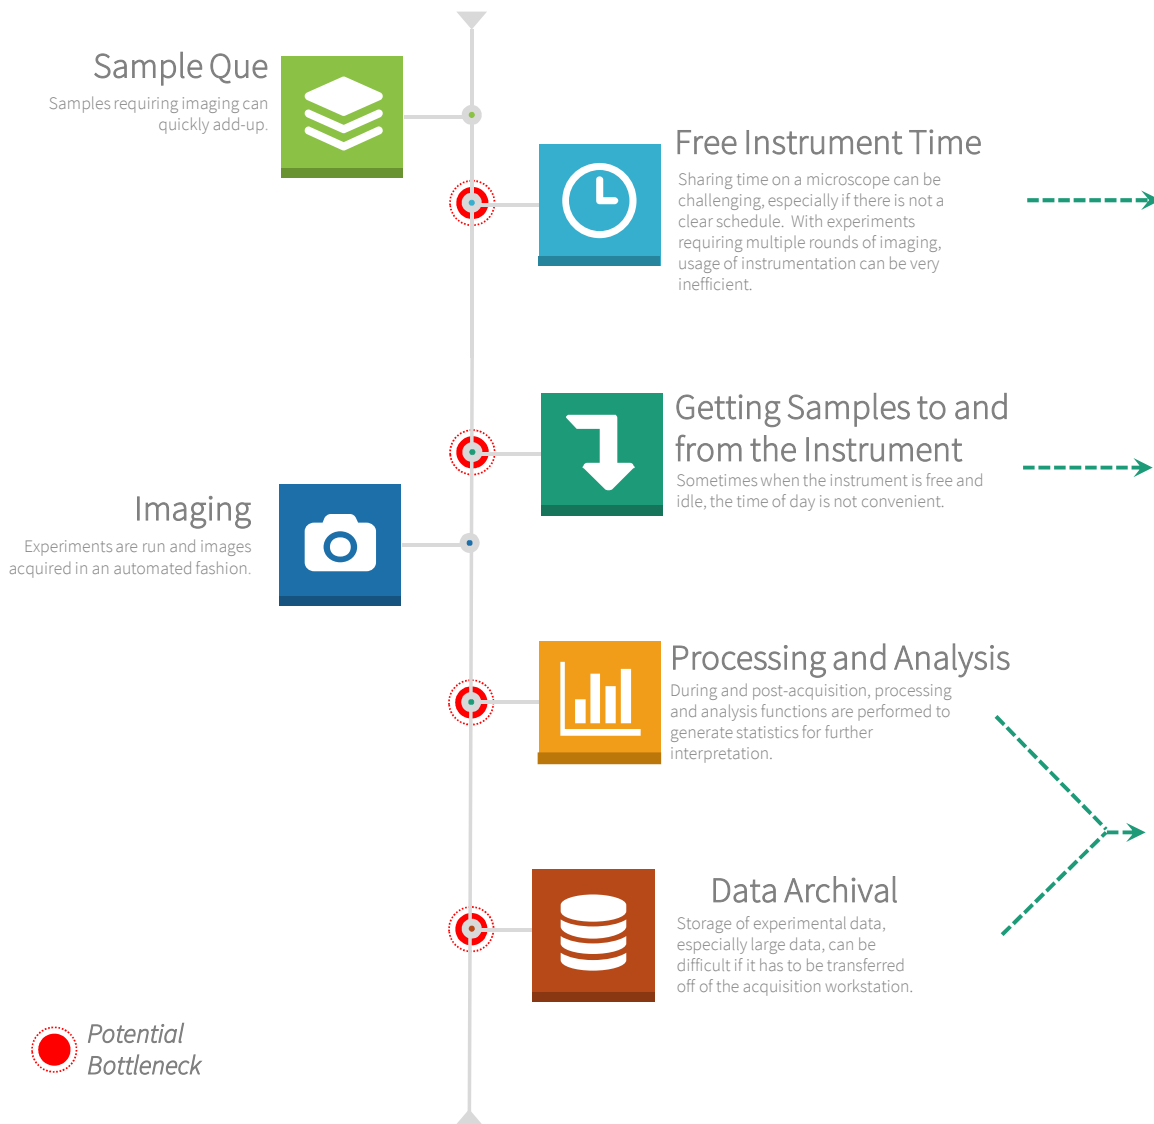 Sample Que
Samples requiring imaging can
quickly add-up.
Free Instrument Time
Sharing time on a microscope can be
challenging, especially if there is not a
clear schedule.  With experiments
requiring multiple rounds of imaging,
usage of instrumentation can be very
inefficient.
Getting Samples to and
from the Instrument
Sometimes when the instrument is free and
idle, the time of day is not convenient.
Imaging
Experiments are run and images
acquired in an automated fashion.
Processing and Analysis
During and post-acquisition, processing
and analysis functions are performed to
generate statistics for further
interpretation.
Data Archival
Storage of experimental data,
especially large data, can be
difficult if it has to be transferred
off of the acquisition workstation.
Potential
Bottleneck